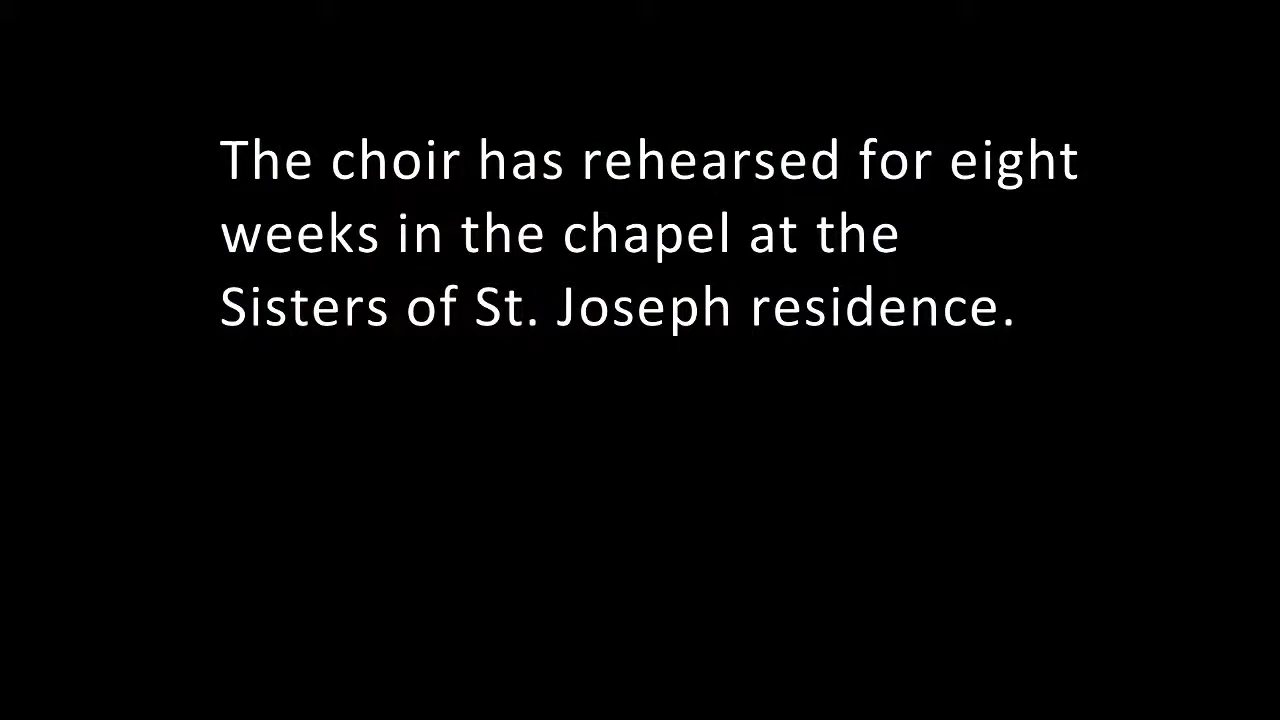 The choir has rehearsed for eight
weeks in the chapel at the
Sisters of St. Joseph residence.